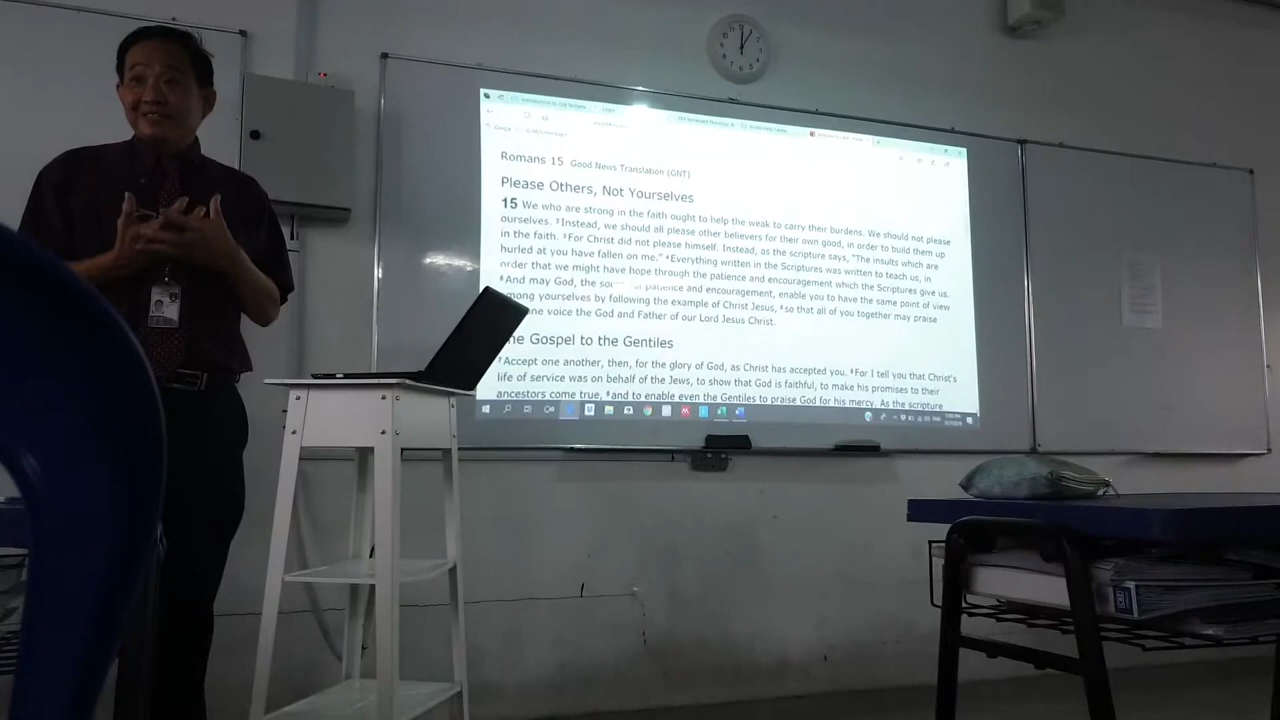 Romans 15 Good News Translation (GNT)
Please Others, Not Yourselves
15 We who are strong in the faith ought to help the weak to carry their burdens. We should not please
ourselves. ²Instead, we should all please other believers for their own good, in order to build them up
in the faith. ³For Christ did not please himself. Instead, as the scripture says, "The insults which are
hurled at you have fallen on me." ⁴Everything written in the Scriptures was written to teach us, in
order that we might have hope through the patience and encouragement which the Scriptures give us.
⁵And may God, the patience and encouragement, enable you to have the same point of view
among yourselves by following the example of Christ Jesus, ⁶so that all of you together may praise
one voice the God and Father of our Lord Jesus Christ.
he Gospel to the Gentiles
⁷Accept one another, then, for the glory of God, as Christ has accepted you. ⁸For I tell you that Christ's
life of service was on behalf of the Jews, to show that God is faithful, to make his promises to their
ancestors come true, ⁹and to enable even the Gentiles to praise God for his mercy. As the scripture